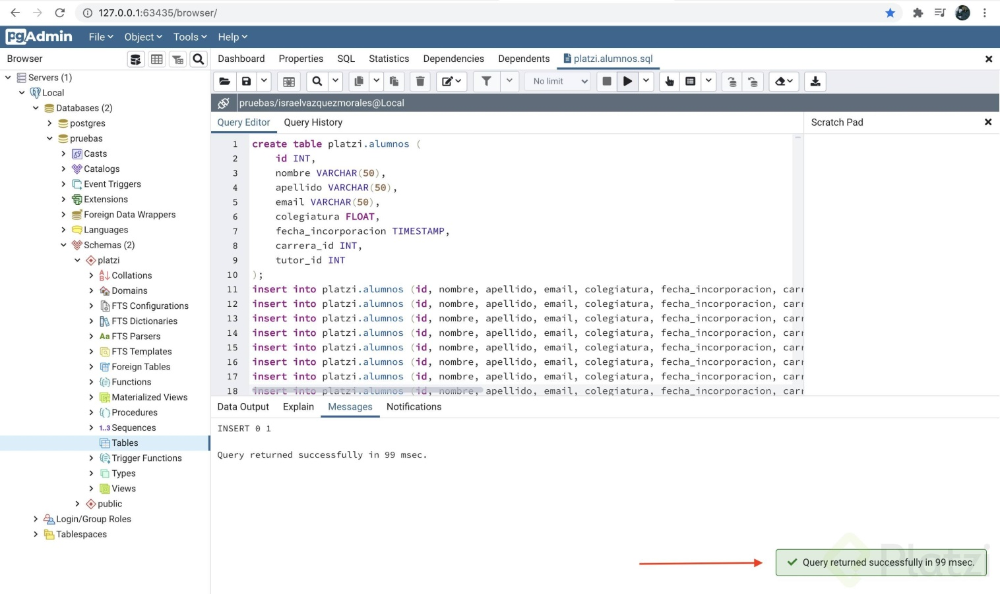 127.0.0.1:63435/browser/
pgAdmin File Object Tools Help
Browser
Dashboard Properties SQL Statistics Dependencies Dependents platzi.alumnos.sql
Servers (1)
Local
Databases (2)
postgres
pruebas
Casts
Catalogs
Event Triggers
Extensions
Foreign Data Wrappers
Languages
Schemas (2)
platzi
Collations
Domains
FTS Configurations
FTS Dictionaries
Aa FTS Parsers
FTS Templates
Foreign Tables
Functions
Materialized Views
Procedures
1..3 Sequences
Tables
Trigger Functions
Types
Views
public
Login/Group Roles
Tablespaces
No limit
pruebas/israelvazquezmorales@Local
Query Editor Query History
Scratch Pad
1 create table platzi.alumnos (
2 id INT,
3 nombre VARCHAR(50),
4 apellido VARCHAR(50),
5 email VARCHAR(50),
6 colegiatura FLOAT,
7 fecha_incorporacion TIMESTAMP,
8 carrera_id INT,
9 tutor_id INT
10 );
11 insert into platzi.alumnos (id, nombre, apellido, email, colegiatura, fecha_incorporacion, carr
12 insert into platzi.alumnos (id, nombre, apellido, email, colegiatura, fecha_incorporacion, carr
13 insert into platzi.alumnos (id, nombre, apellido, email, colegiatura, fecha_incorporacion, carr
14 insert into platzi.alumnos (id, nombre, apellido, email, colegiatura, fecha_incorporacion, carr
15 insert into platzi.alumnos (id, nombre, apellido, email, colegiatura, fecha_incorporacion, carr
16 insert into platzi.alumnos (id, nombre, apellido, email, colegiatura, fecha_incorporacion, carr
17 insert into platzi.alumnos (id, nombre, apellido, email, colegiatura, fecha_incorporacion, carr
18 insert into platzi.alumnos (id, nombre, apellido, email, colegiatura, fecha_incorporacion, carr
Data Output Explain Messages Notifications
INSERT 0 1
Query returned successfully in 99 msec.
Query returned successfully in 99 msec.
Platzi